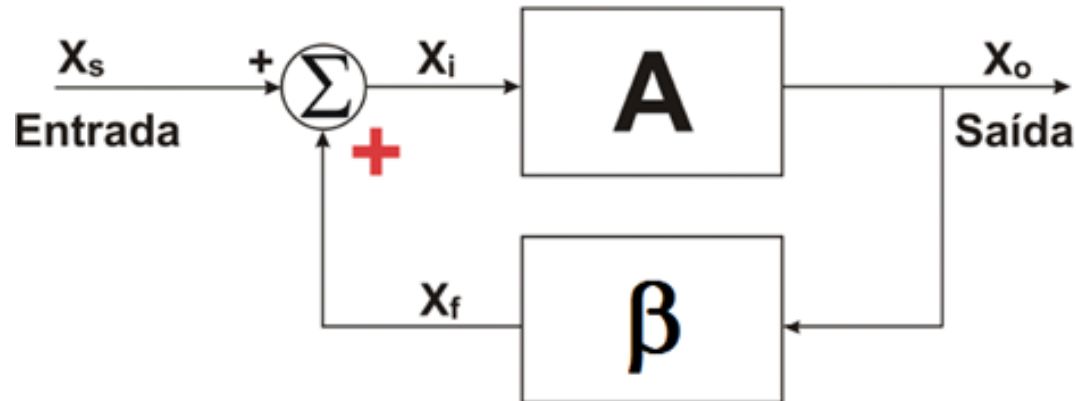 Xs + Σ Xi A Xo
Entrada + Saída
Xf β